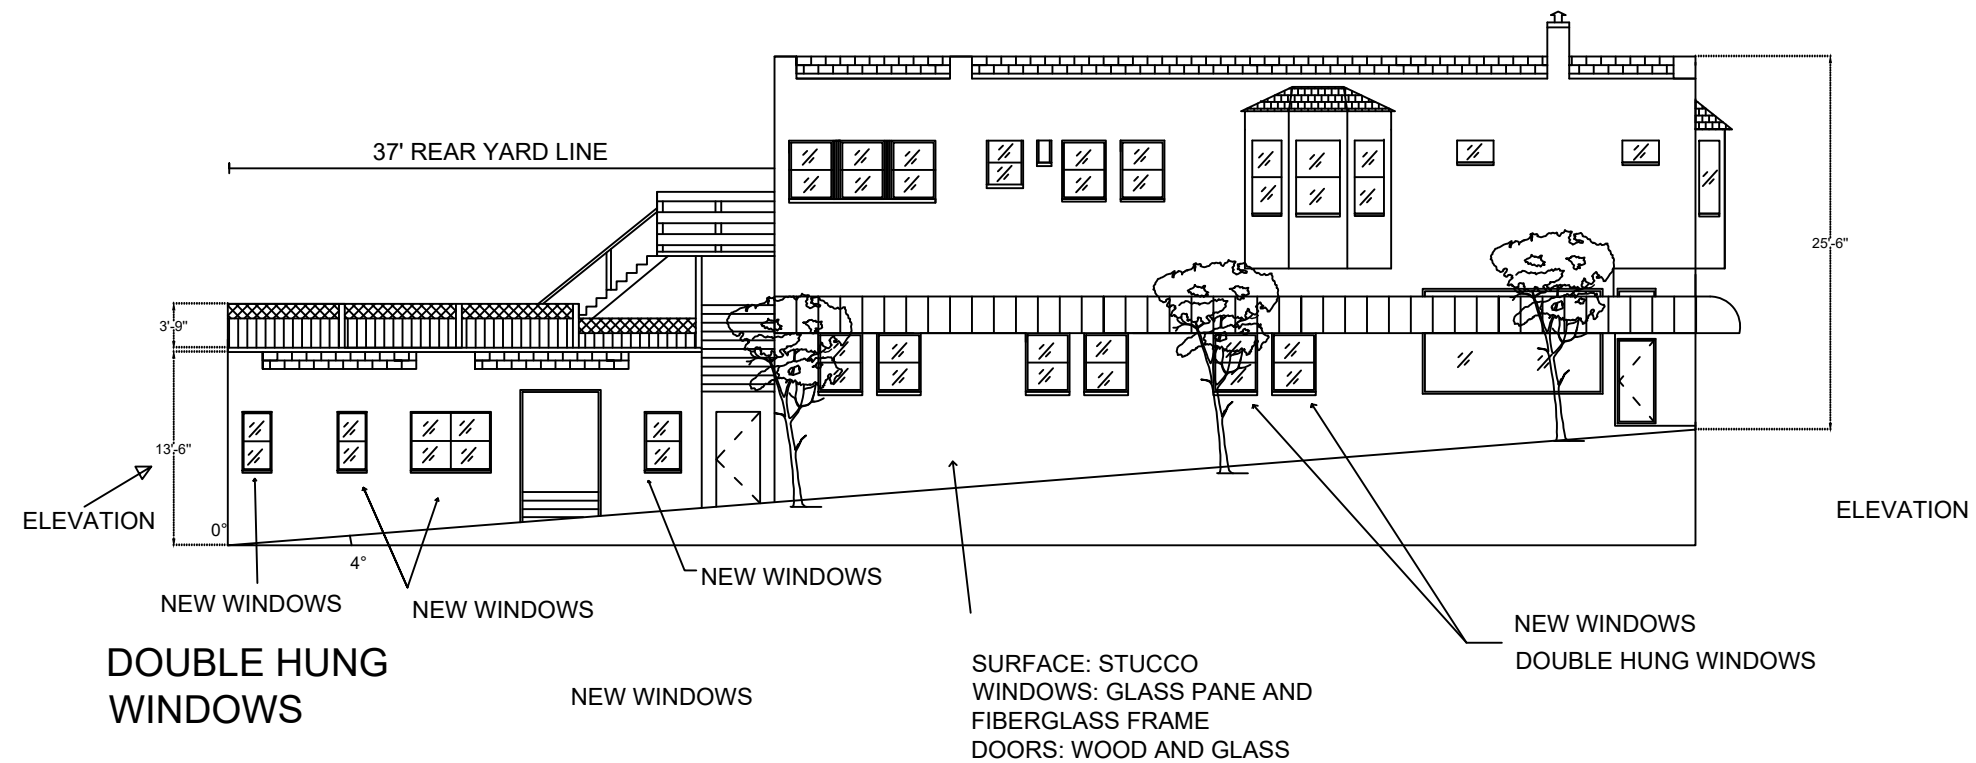 37' REAR YARD LINE
25'-6"
3'-9"
13'-6"
ELEVATION
0°
4°
ELEVATION
NEW WINDOWS
NEW WINDOWS
NEW WINDOWS
DOUBLE HUNG
WINDOWS
NEW WINDOWS
SURFACE: STUCCO
WINDOWS: GLASS PANE AND
FIBERGLASS FRAME
DOORS: WOOD AND GLASS
NEW WINDOWS
DOUBLE HUNG WINDOWS